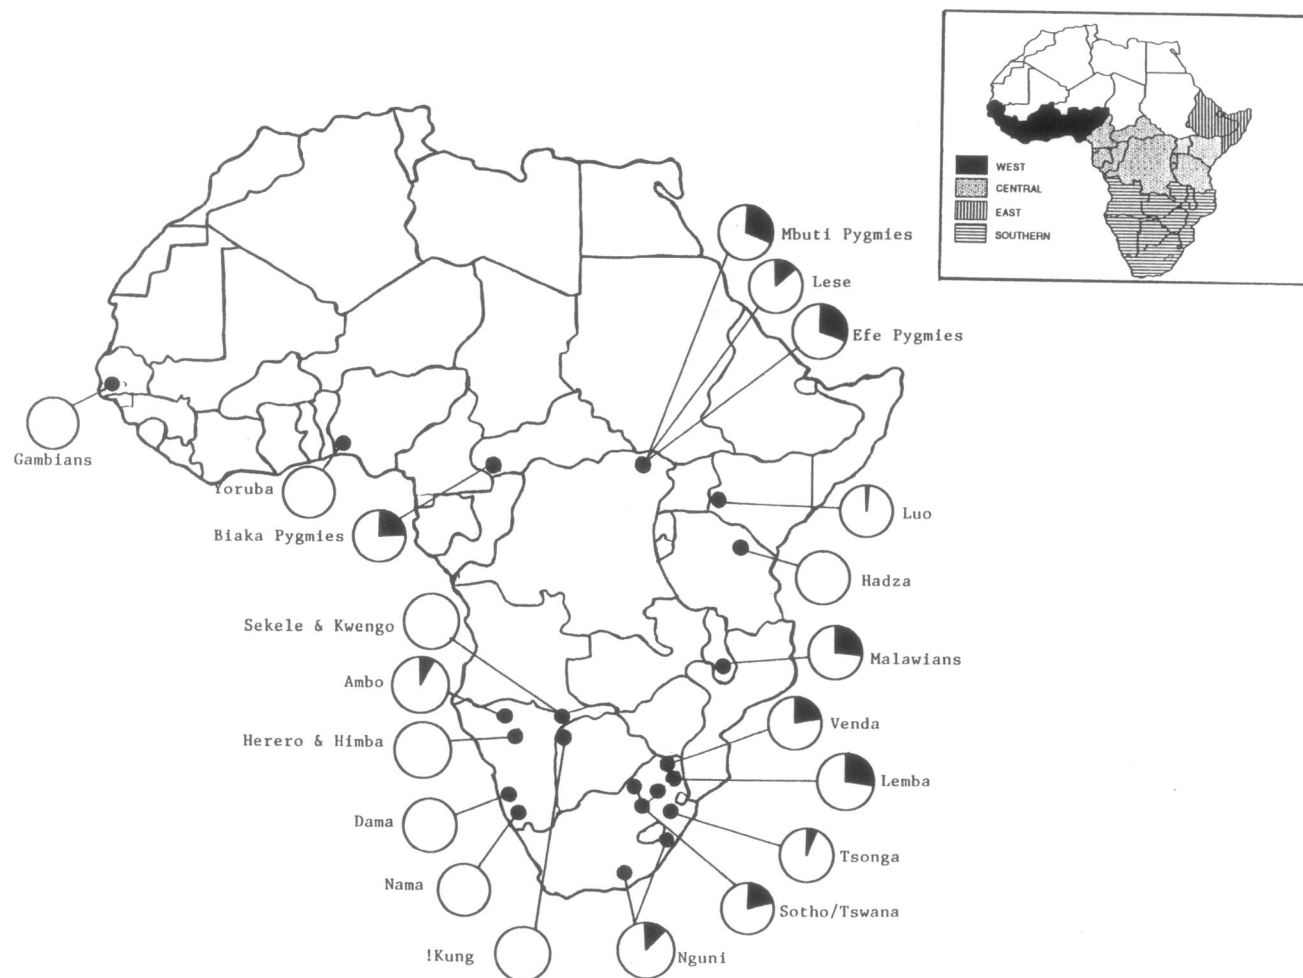 WEST
CENTRAL
EAST
SOUTHERN
Mbuti Pygmies
Lese
Efe Pygmies
Gambians
Yoruba
Biaka Pygmies
Luo
Hadza
Sekele & Kwengo
Malawians
Ambo
Venda
Herero & Himba
Lemba
Dama
Tsonga
Nama
Sotho/Tswana
!Kung
Nguni